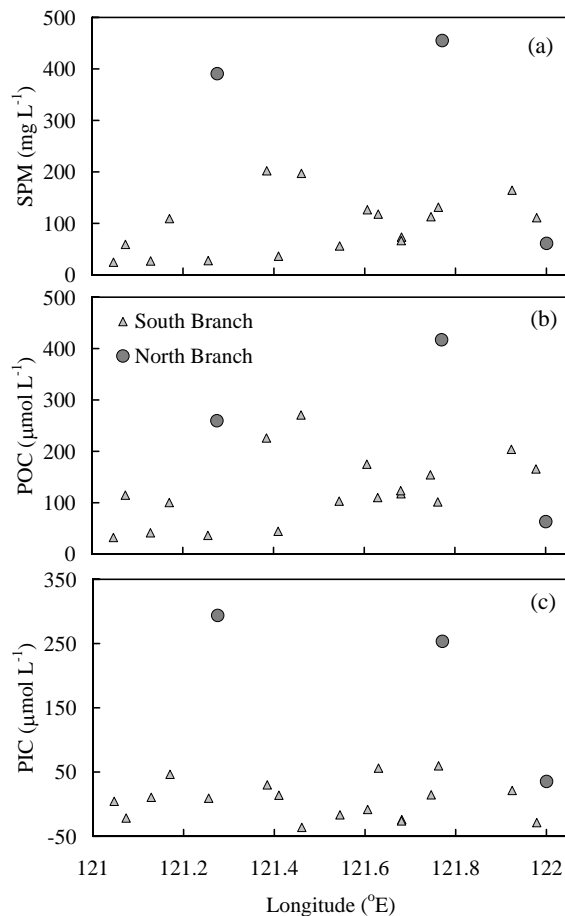 500
(a)
400
300
200
100
0
SPM (mg L⁻¹)
500
(b)
South Branch
400
North Branch
300
200
100
0
POC (μmol L⁻¹)
350
(c)
250
150
50
-50
PIC (μmol L⁻¹)
121 121.2 121.4 121.6 121.8 122
Longitude (ºE)